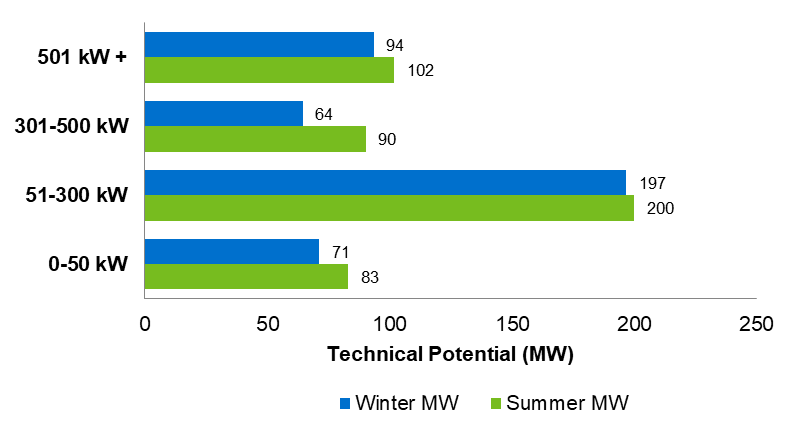 501 kW +
94
102
301-500 kW
64
90
51-300 kW
197
200
0-50 kW
71
83
0 50 100 150 200 250
Technical Potential (MW)
Winter MW Summer MW